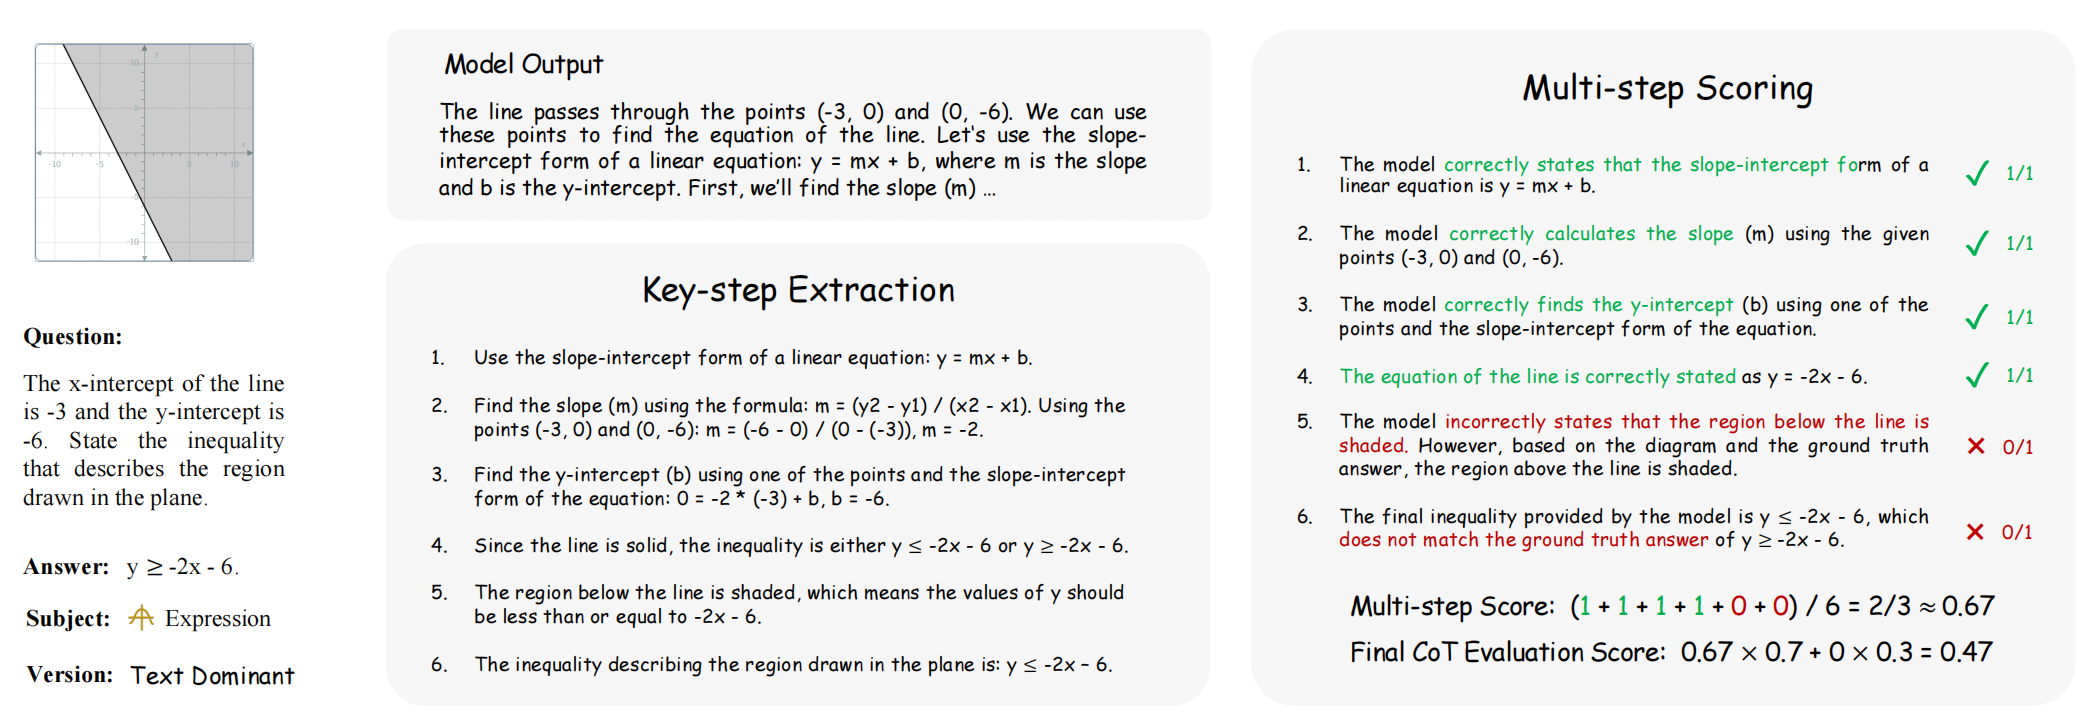 y
10
5
x
-10
-5
5
10
-5
-10
Question:
The x-intercept of the line
is -3 and the y-intercept is
-6. State the inequality
that describes the region
drawn in the plane.
Answer: y ≥ -2x - 6.
Subject: Expression
Version: Text Dominant
Model Output
The line passes through the points (-3, 0) and (0, -6). We can use
these points to find the equation of the line. Let's use the slope-
intercept form of a linear equation: y = mx + b, where m is the slope
and b is the y-intercept. First, we'll find the slope (m) ...
Key-step Extraction
1. Use the slope-intercept form of a linear equation: y = mx + b.
2. Find the slope (m) using the formula: m = (y2 - y1) / (x2 - x1). Using the
points (-3, 0) and (0, -6): m = (-6 - 0) / (0 - (-3)), m = -2.
3. Find the y-intercept (b) using one of the points and the slope-intercept
form of the equation: 0 = -2 * (-3) + b, b = -6.
4. Since the line is solid, the inequality is either y ≤ -2x - 6 or y ≥ -2x - 6.
5. The region below the line is shaded, which means the values of y should
be less than or equal to -2x - 6.
6. The inequality describing the region drawn in the plane is: y ≤ -2x - 6.
Multi-step Scoring
1. The model correctly states that the slope-intercept form of a
linear equation is y = mx + b.
✓ 1/1
2. The model correctly calculates the slope (m) using the given
points (-3, 0) and (0, -6).
✓ 1/1
3. The model correctly finds the y-intercept (b) using one of the
points and the slope-intercept form of the equation.
✓ 1/1
4. The equation of the line is correctly stated as y = -2x - 6.
✓ 1/1
5. The model incorrectly states that the region below the line is
shaded. However, based on the diagram and the ground truth
answer, the region above the line is shaded.
✕ 0/1
6. The final inequality provided by the model is y ≤ -2x - 6, which
does not match the ground truth answer of y ≥ -2x - 6.
✕ 0/1
Multi-step Score: (1 + 1 + 1 + 1 + 0 + 0) / 6 = 2/3 ≈ 0.67
Final CoT Evaluation Score: 0.67 × 0.7 + 0 × 0.3 = 0.47